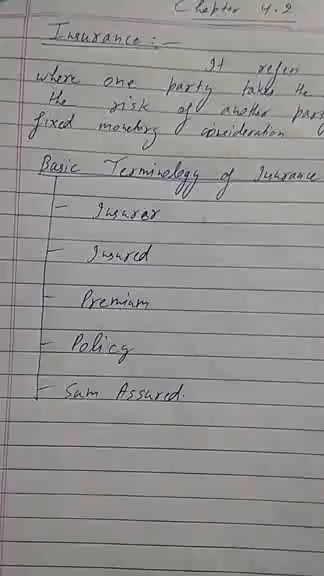 Chapter 4.2
Insurance :-
It refers
where one party takes the
the risk of another party
fixed monetary consideration
Basic Terminology of Insurance
- Insurar
- Insured
- Premium
- Policy
- Sum Assured.